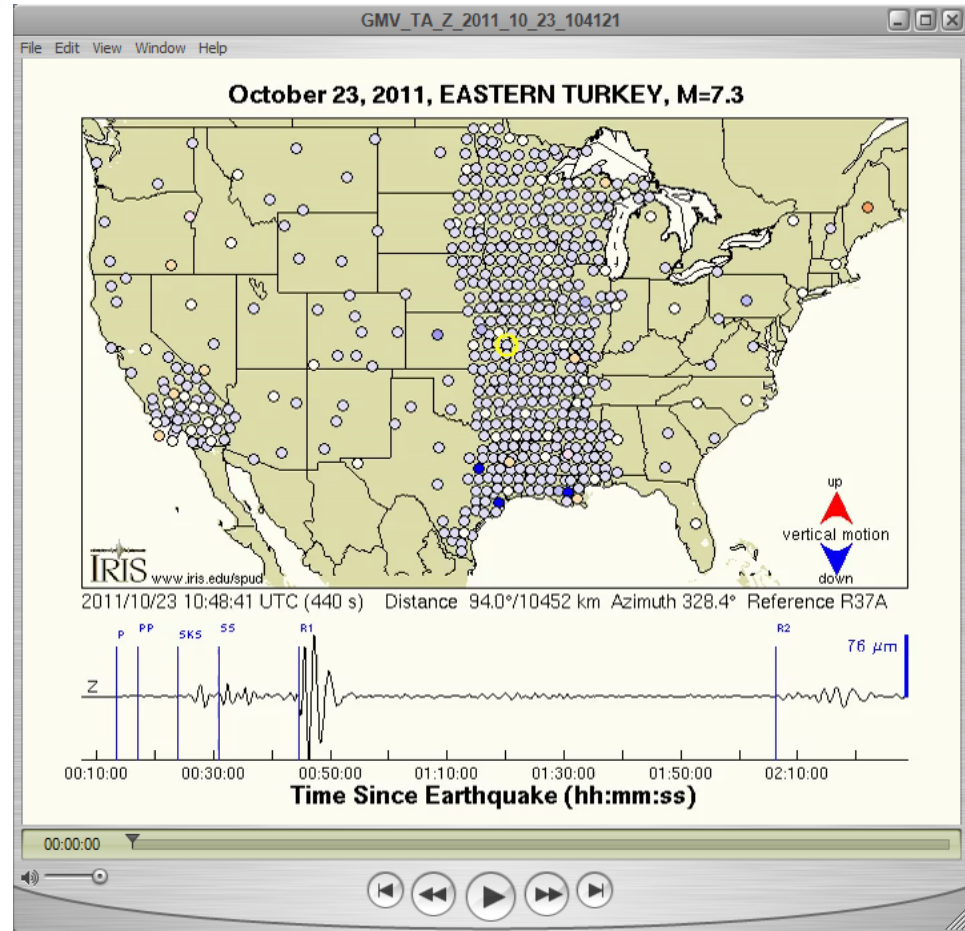 GMV_TA_Z_2011_10_23_104121
File Edit View Window Help
October 23, 2011, EASTERN TURKEY, M=7.3
up
vertical motion
down
IRIS www.iris.edu/spud
2011/10/23 10:48:41 UTC (440 s) Distance 94.0°/10452 km Azimuth 328.4° Reference R37A
P PP SKS SS R1 R2
76 µm
Z
00:10:00 00:30:00 00:50:00 01:10:00 01:30:00 01:50:00 02:10:00
Time Since Earthquake (hh:mm:ss)
00:00:00